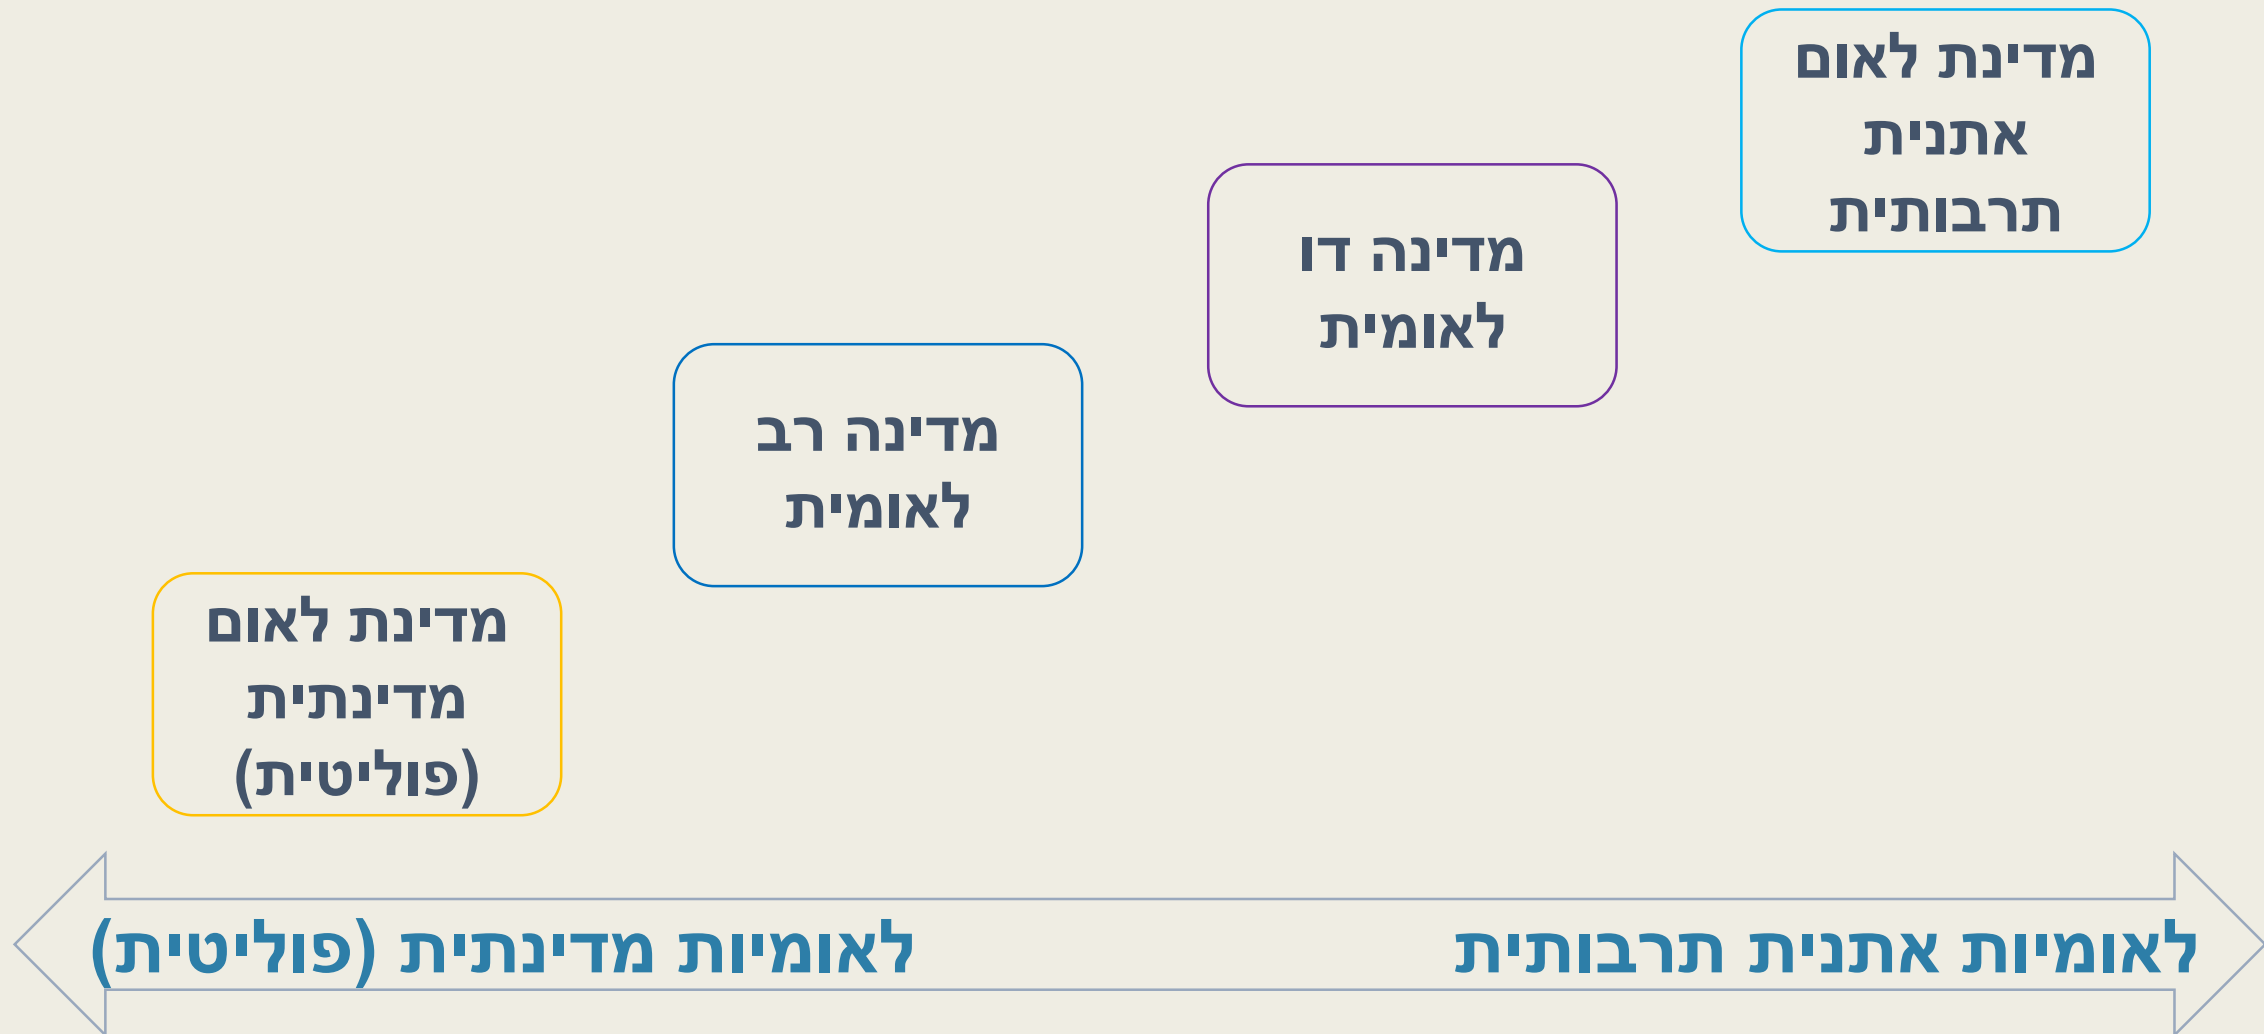 מדינת לאום
אתנית
תרבותית
מדינה דו
לאומית
מדינה רב
לאומית
מדינת לאום
מדינתית
(פוליטית)
לאומיות אתנית תרבותית
לאומיות מדינתית (פוליטית)